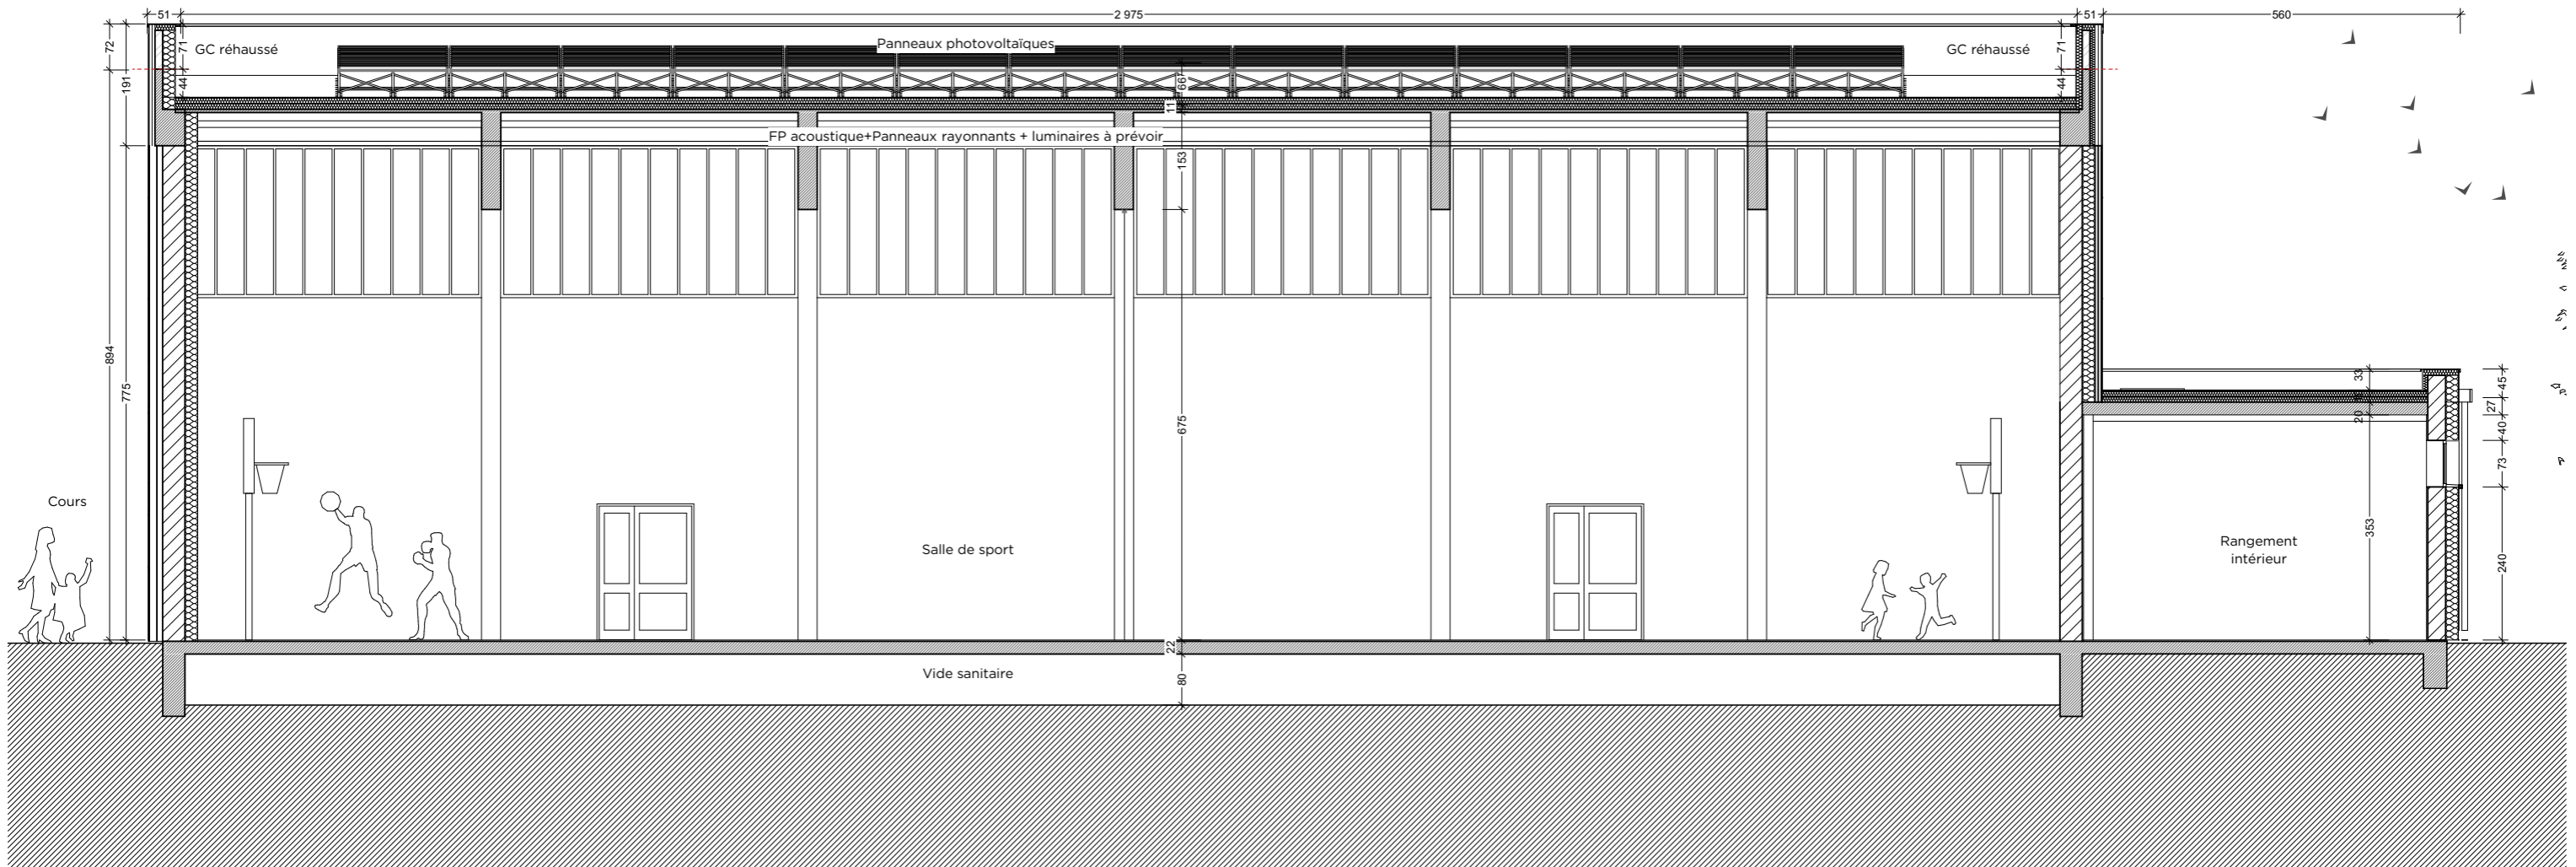 51
2 975
51
560
72
71
GC réhaussé
Panneaux photovoltaïques
GC réhaussé
71
191
44
66
44
11
FP acoustique+Panneaux rayonnants + luminaires à prévoir
153
894
775
675
33
45
27
20
40
73
Cours
Salle de sport
353
Rangement
intérieur
240
22
Vide sanitaire
80